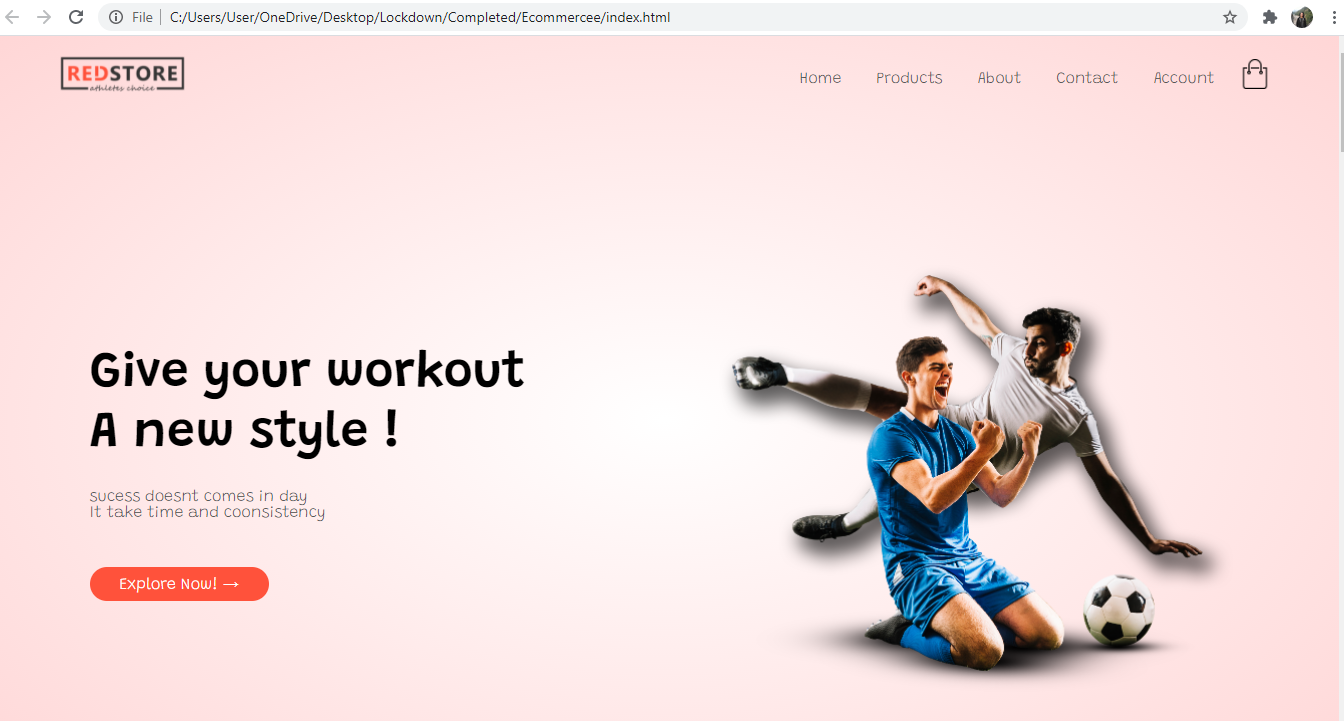 File
C:/Users/User/OneDrive/Desktop/Lockdown/Completed/Ecommercee/index.html
REDSTORE
athletes choice
Home Products About Contact Account
Give your workout
A new style !
sucess doesnt comes in day
It take time and coonsistency
Explore Now! →